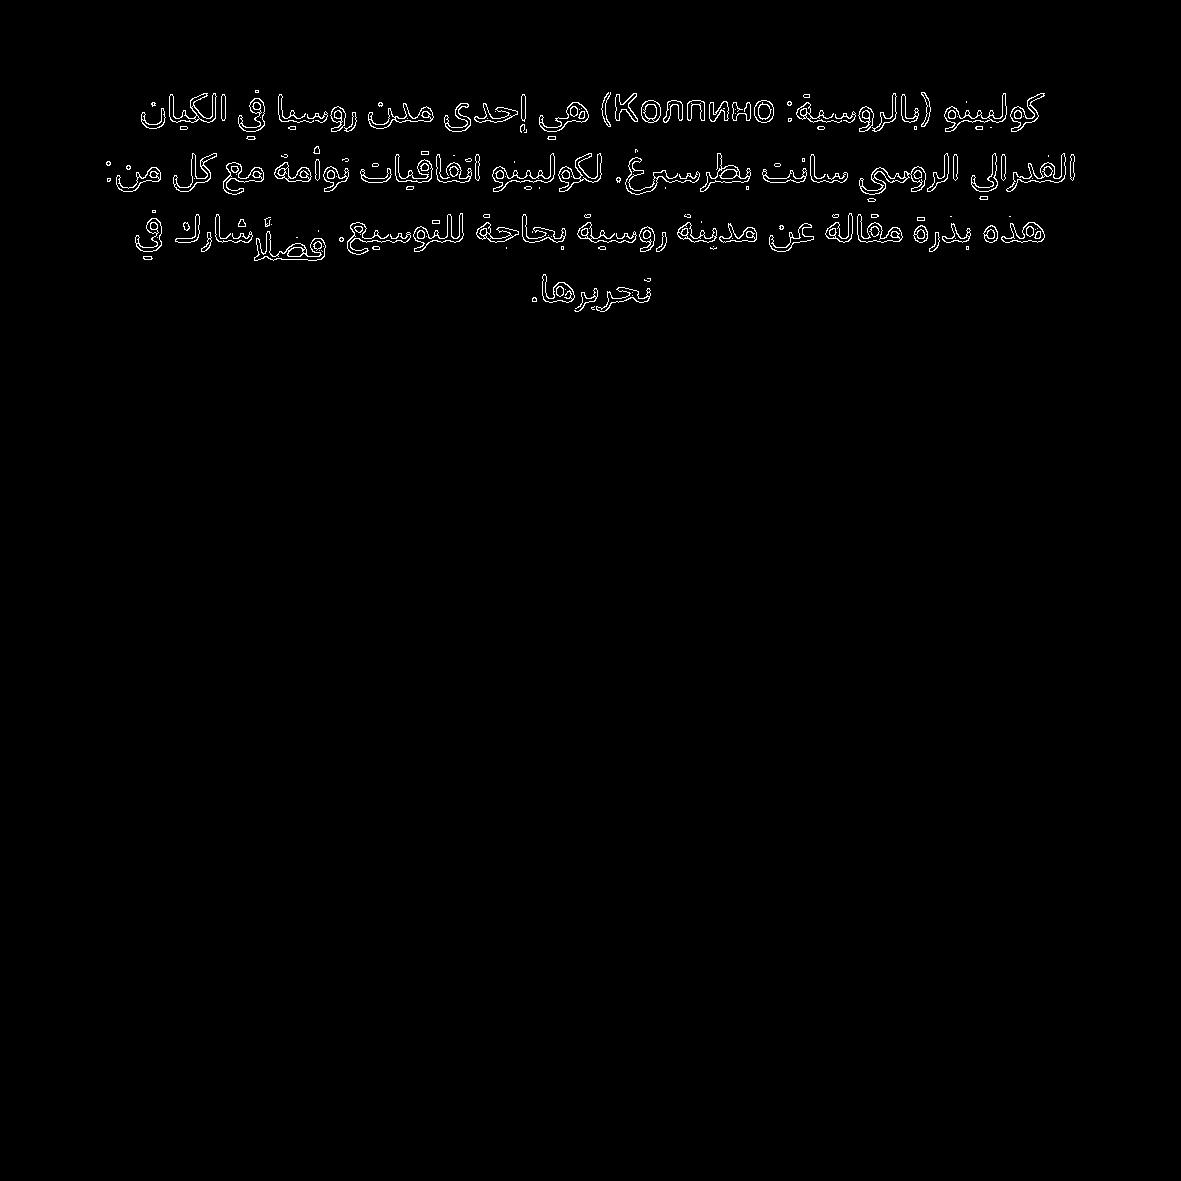 كولبينو (بالروسية: Колпино) هي إحدى مدن روسيا في الكيان
الفدرالي الروسي سانت بطرسبرغ. لكولبينو اتفاقيات توأمة مع كل من:
هذه بذرة مقالة عن مدينة روسية بحاجة للتوسيع. فضلًا شارك في
تحريرها.